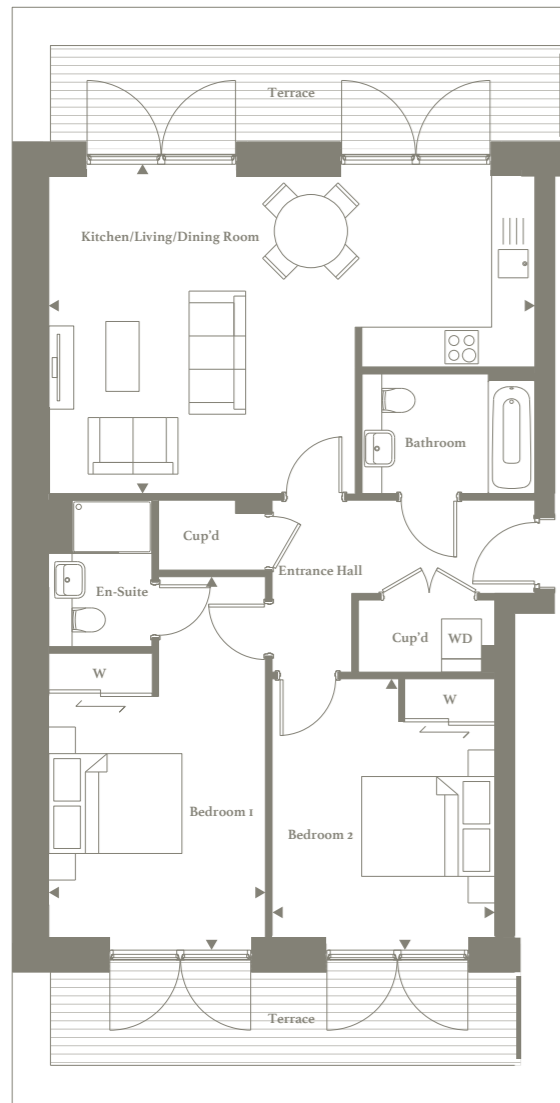 Terrace
Kitchen/Living/Dining Room
Bathroom
Cup'd
Entrance Hall
En-Suite
Cup'd
WD
W
W
Bedroom 1
Bedroom 2
Terrace